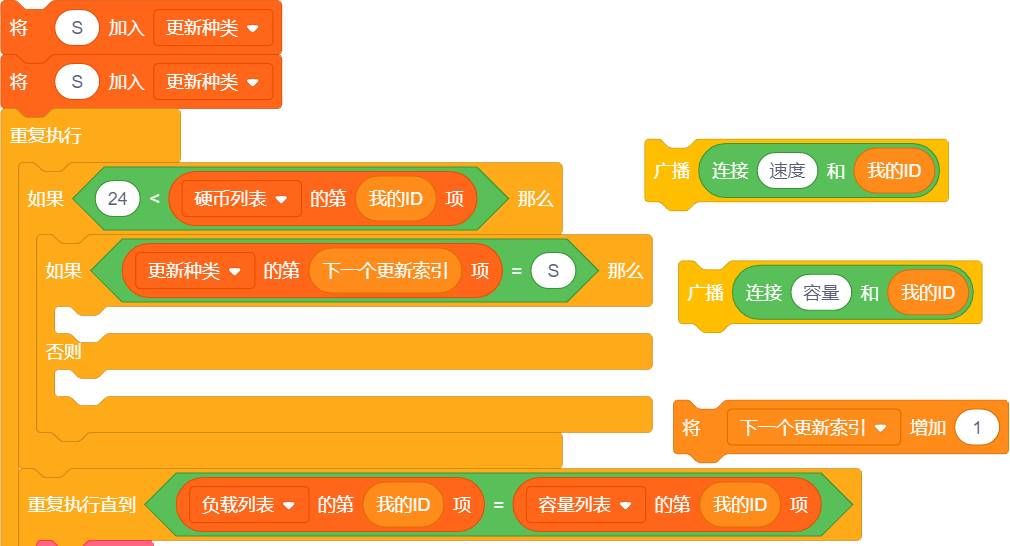 将 S 加入 更新种类
将 S 加入 更新种类
重复执行
如果 24 < 硬币列表 的第 我的ID 项 那么
如果 更新种类 的第 下一个更新索引 项 = S 那么
否则
重复执行直到 负载列表 的第 我的ID 项 = 容量列表 的第 我的ID 项
广播 连接 速度 和 我的ID
广播 连接 容量 和 我的ID
将 下一个更新索引 增加 1